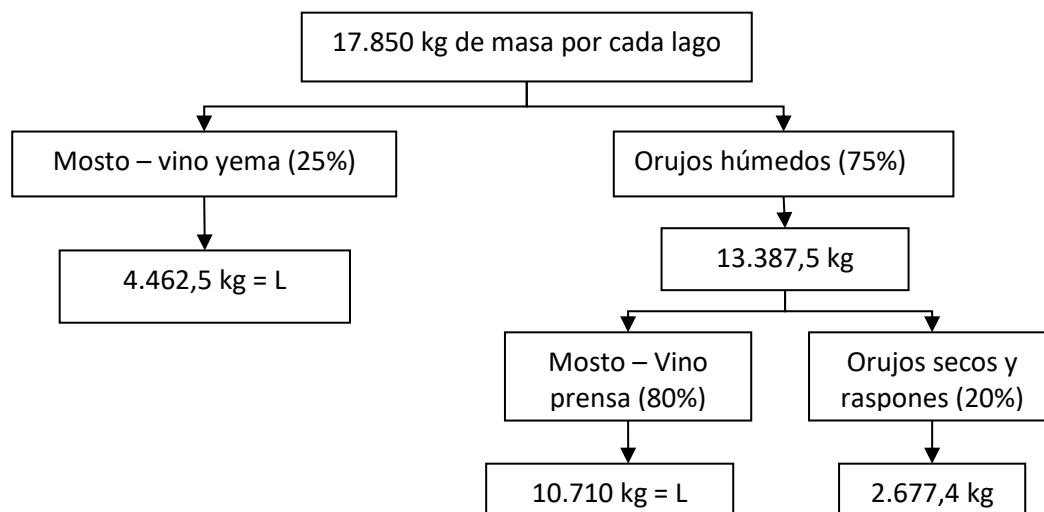 17.850 kg de masa por cada lago
Mosto – vino yema (25%)
Orujos húmedos (75%)
4.462,5 kg = L
13.387,5 kg
Mosto – Vino
prensa (80%)
Orujos secos y
raspones (20%)
10.710 kg = L
2.677,4 kg